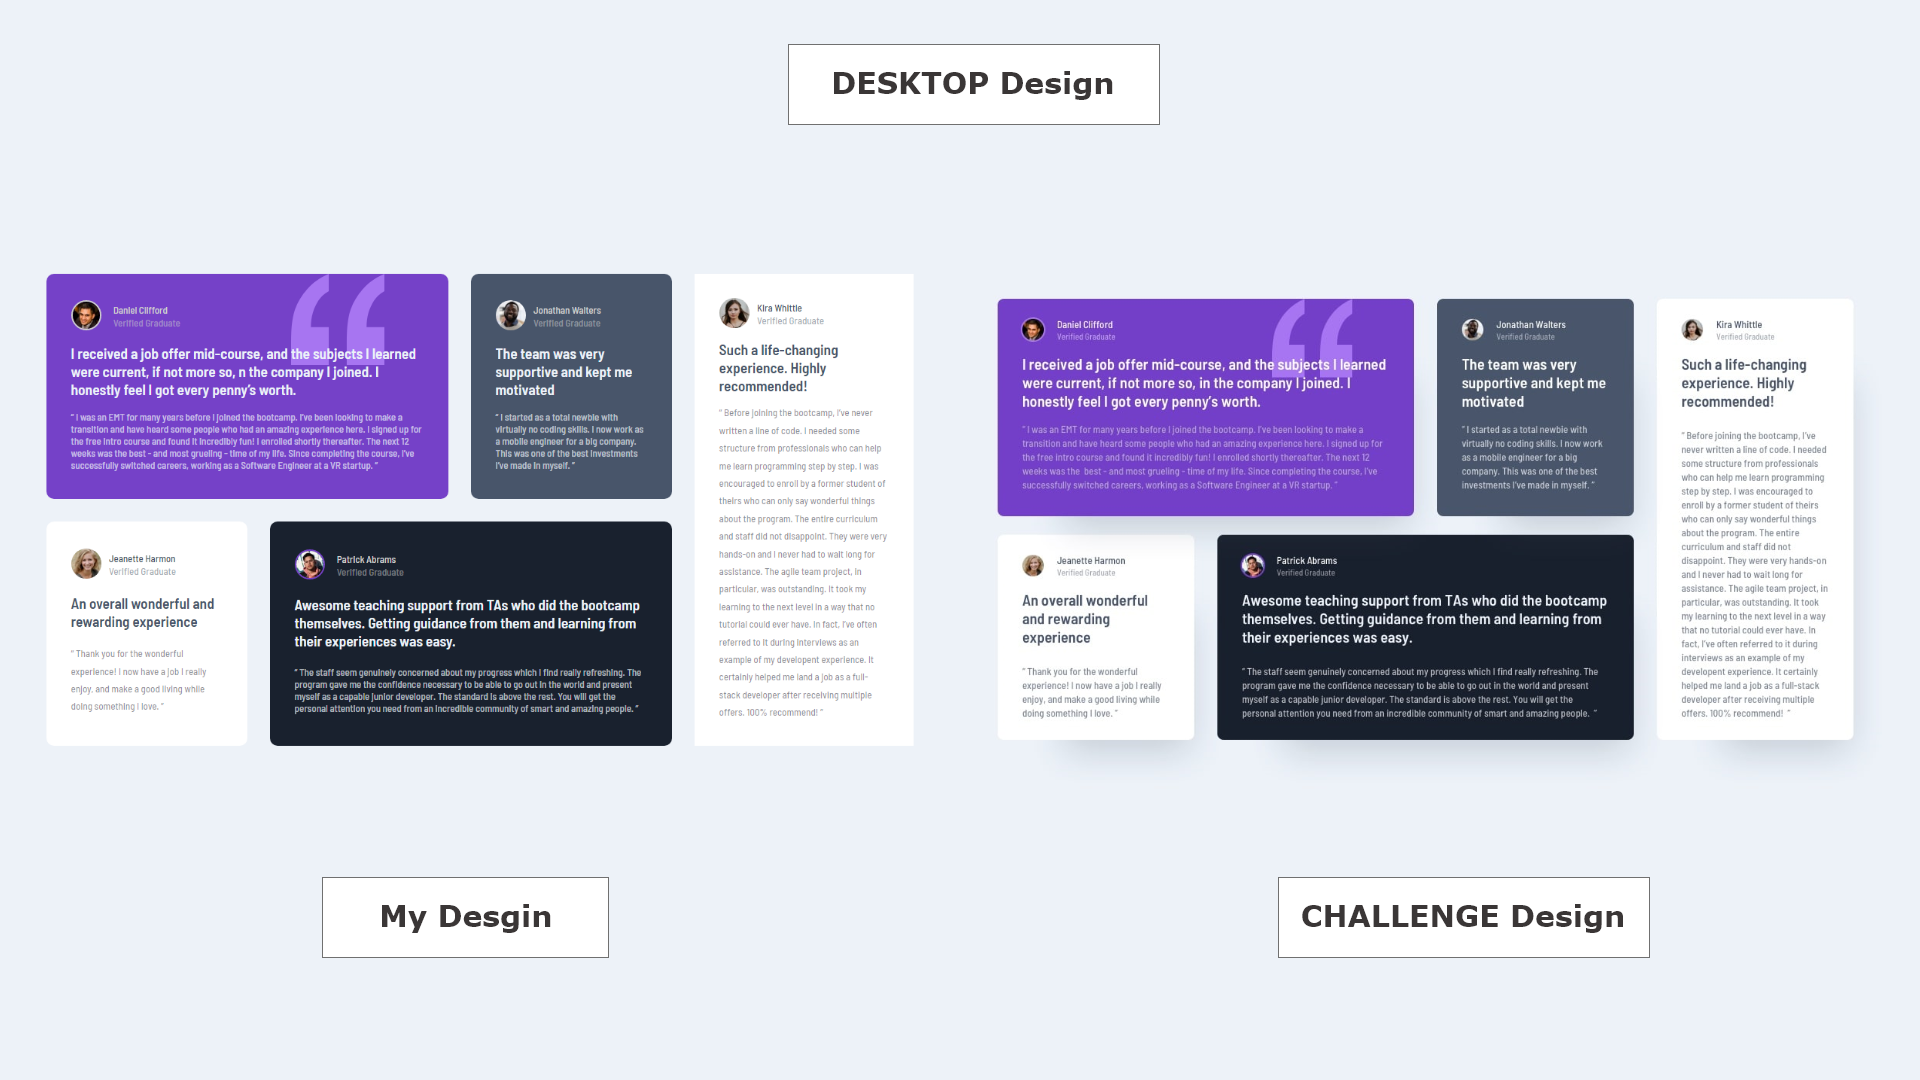 DESKTOP Design
Daniel Clifford
Verified Graduate
I received a job offer mid-course, and the subjects I learned
were current, if not more so, n the company I joined. I
honestly feel I got every penny’s worth.
“ I was an EMT for many years before I joined the bootcamp. I’ve been looking to make a
transition and have heard some people who had an amazing experience here. I signed up for
the free intro course and found it incredibly fun! I enrolled shortly thereafter. The next 12
weeks was the best - and most grueling - time of my life. Since completing the course, I’ve
successfully switched careers, working as a Software Engineer at a VR startup. ”
Jonathan Walters
Verified Graduate
The team was very
supportive and kept me
motivated
“ I started as a total newbie with
virtually no coding skills. I now work as
a mobile engineer for a big company.
This was one of the best investments
I’ve made in myself. ”
Kira Whittle
Verified Graduate
Such a life-changing
experience. Highly
recommended!
“ Before joining the bootcamp, I’ve never
written a line of code. I needed some
structure from professionals who can help
me learn programming step by step. I was
encouraged to enroll by a former student of
theirs who can only say wonderful things
about the program. The entire curriculum
and staff did not disappoint. They were very
hands-on and I never had to wait long for
assistance. The agile team project, in
particular, was outstanding. It took my
learning to the next level in a way that no
tutorial could ever have. In fact, I’ve often
referred to it during interviews as an
example of my developent experience. It
certainly helped me land a job as a full-
stack developer after receiving multiple
offers. 100% recommend! ”
Jeanette Harmon
Verified Graduate
An overall wonderful and
rewarding experience
“ Thank you for the wonderful
experience! I now have a job I really
enjoy, and make a good living while
doing something I love. ”
Patrick Abrams
Verified Graduate
Awesome teaching support from TAs who did the bootcamp
themselves. Getting guidance from them and learning from
their experiences was easy.
“ The staff seem genuinely concerned about my progress which I find really refreshing. The
program gave me the confidence necessary to be able to go out in the world and present
myself as a capable junior developer. The standard is above the rest. You will get the
personal attention you need from an incredible community of smart and amazing people. ”
Daniel Clifford
Verified Graduate
I received a job offer mid-course, and the subjects I learned
were current, if not more so, in the company I joined. I
honestly feel I got every penny’s worth.
“ I was an EMT for many years before I joined the bootcamp. I’ve been looking to make a
transition and have heard some people who had an amazing experience here. I signed up for
the free intro course and found it incredibly fun! I enrolled shortly thereafter. The next 12
weeks was the best - and most grueling - time of my life. Since completing the course, I’ve
successfully switched careers, working as a Software Engineer at a VR startup. ”
Jonathan Walters
Verified Graduate
The team was very
supportive and kept me
motivated
“ I started as a total newbie with
virtually no coding skills. I now work
as a mobile engineer for a big
company. This was one of the best
investments I’ve made in myself. ”
Kira Whittle
Verified Graduate
Such a life-changing
experience. Highly
recommended!
“ Before joining the bootcamp, I’ve
never written a line of code. I needed
some structure from professionals
who can help me learn programming
step by step. I was encouraged to
enroll by a former student of theirs
who can only say wonderful things
about the program. The entire
curriculum and staff did not
disappoint. They were very hands-on
and I never had to wait long for
assistance. The agile team project, in
particular, was outstanding. It took
my learning to the next level in a way
that no tutorial could ever have. In
fact, I’ve often referred to it during
interviews as an example of my
developent experience. It certainly
helped me land a job as a full-stack
developer after receiving multiple
offers. 100% recommend! ”
Jeanette Harmon
Verified Graduate
An overall wonderful
and rewarding
experience
“ Thank you for the wonderful
experience! I now have a job I really
enjoy, and make a good living while
doing something I love. ”
Patrick Abrams
Verified Graduate
Awesome teaching support from TAs who did the bootcamp
themselves. Getting guidance from them and learning from
their experiences was easy.
“ The staff seem genuinely concerned about my progress which I find really refreshing. The
program gave me the confidence necessary to be able to go out in the world and present
myself as a capable junior developer. The standard is above the rest. You will get the
personal attention you need from an incredible community of smart and amazing people. ”
My Desgin
CHALLENGE Design